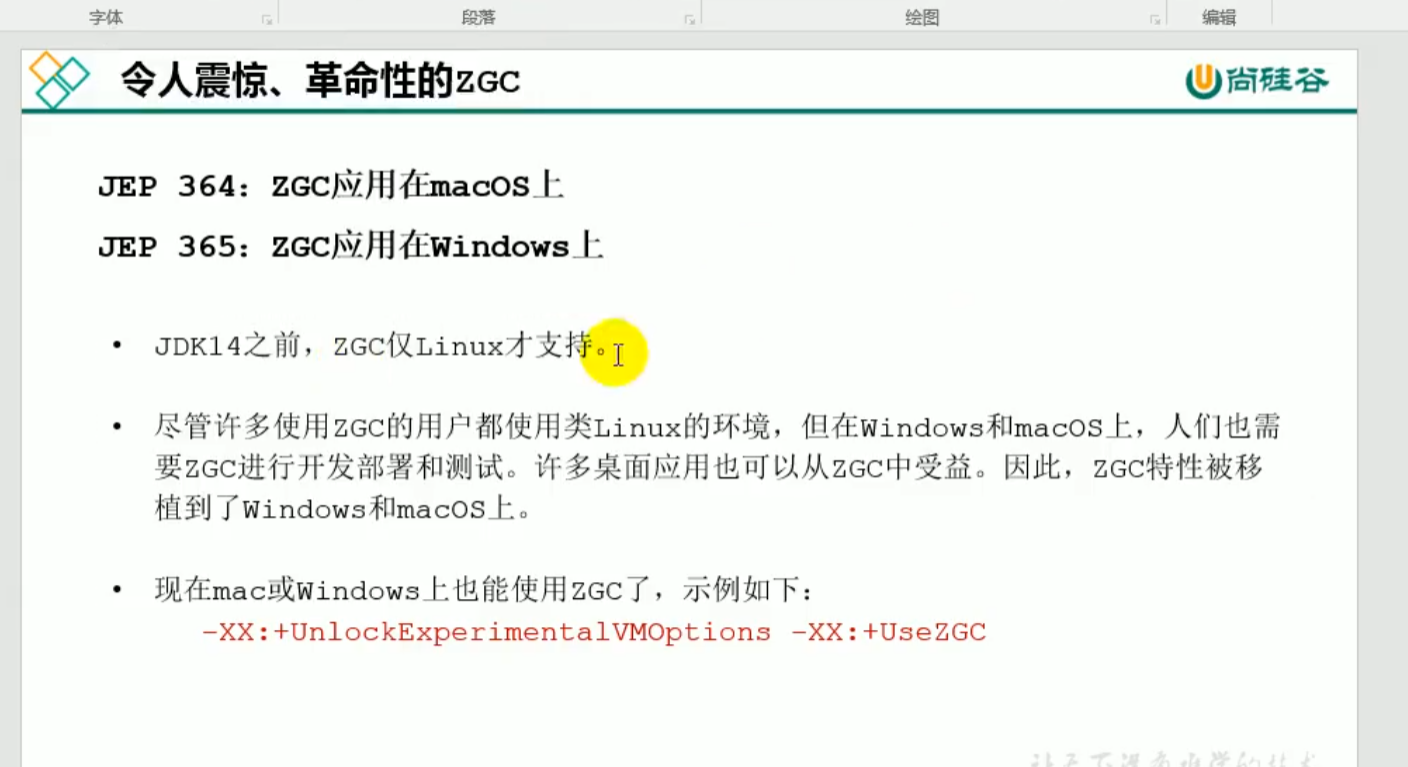 字体
段落
绘图
编辑
令人震惊、革命性的ZGC
尚硅谷
JEP 364：ZGC应用在macOS上
JEP 365：ZGC应用在Windows上
• JDK14之前，ZGC仅Linux才支持。
• 尽管许多使用ZGC的用户都使用类Linux的环境，但在Windows和macOS上，人们也需
要ZGC进行开发部署和测试。许多桌面应用也可以从ZGC中受益。因此，ZGC特性被移
植到了Windows和macOS上。
• 现在mac或Windows上也能使用ZGC了，示例如下：
-XX:+UnlockExperimentalVMOptions -XX:+UseZGC